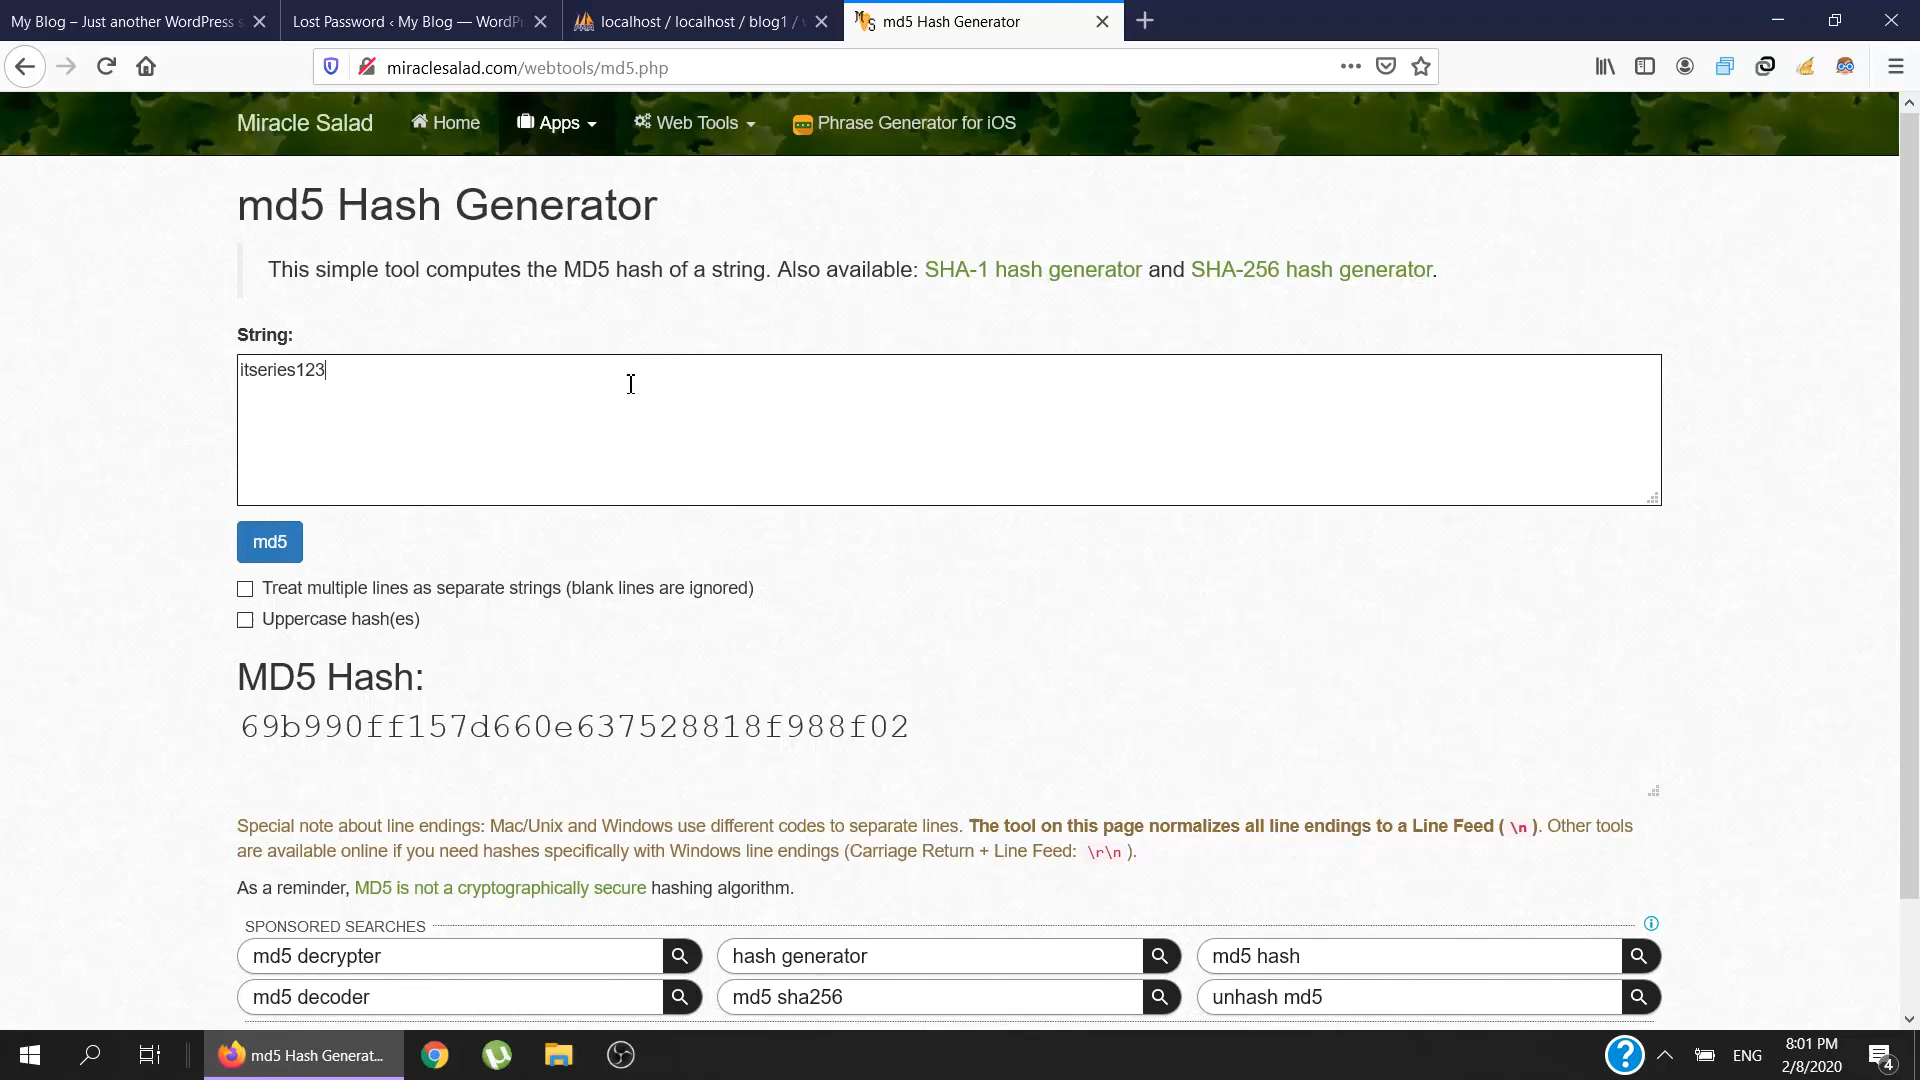 My Blog – Just another WordPress s
Lost Password ‹ My Blog — WordPr
localhost / localhost / blog1 / w
md5 Hash Generator
miraclesalad.com/webtools/md5.php
Miracle Salad
Home
Apps
Web Tools
Phrase Generator for iOS
md5 Hash Generator
This simple tool computes the MD5 hash of a string. Also available: SHA-1 hash generator and SHA-256 hash generator.
String:
itseries123
md5
Treat multiple lines as separate strings (blank lines are ignored)
Uppercase hash(es)
MD5 Hash:
69b990ff157d660e637528818f988f02
Special note about line endings: Mac/Unix and Windows use different codes to separate lines. The tool on this page normalizes all line endings to a Line Feed ( \n ). Other tools
are available online if you need hashes specifically with Windows line endings (Carriage Return + Line Feed: \r\n ).
As a reminder, MD5 is not a cryptographically secure hashing algorithm.
SPONSORED SEARCHES
md5 decrypter
hash generator
md5 hash
md5 decoder
md5 sha256
unhash md5
md5 Hash Generat...
ENG
8:01 PM
2/8/2020
4